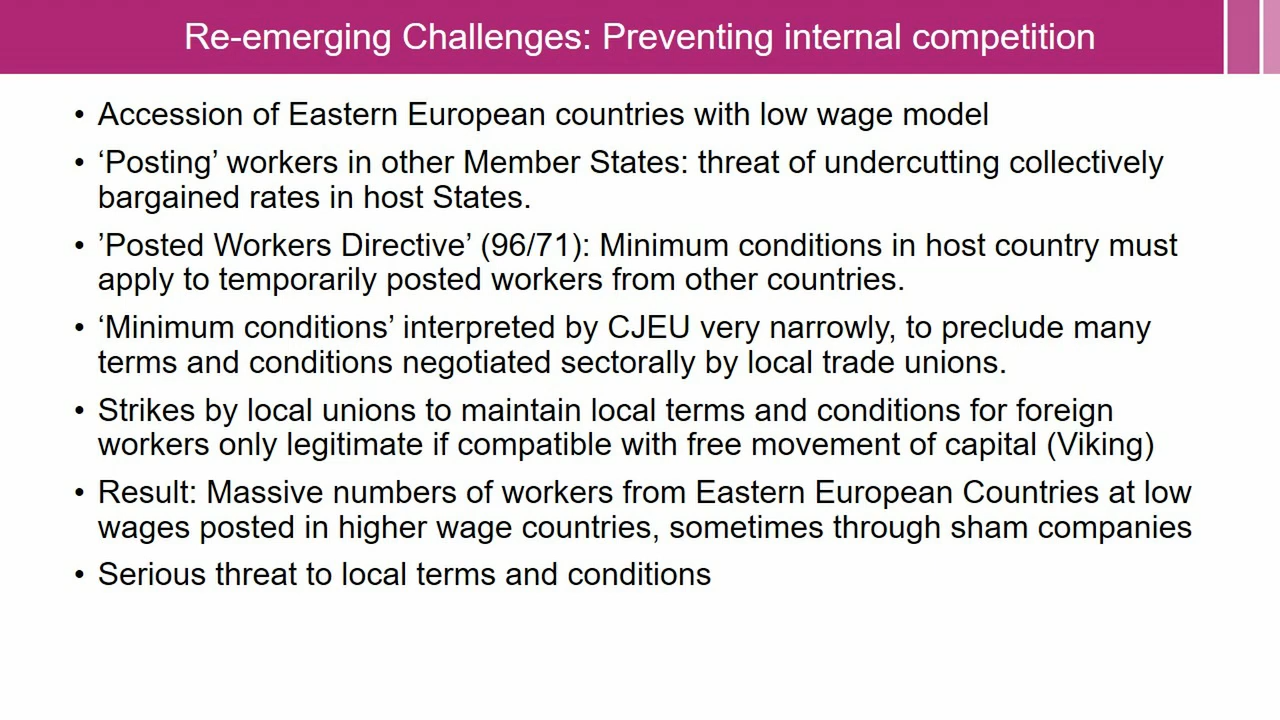 Re-emerging Challenges: Preventing internal competition
• Accession of Eastern European countries with low wage model
• ‘Posting’ workers in other Member States: threat of undercutting collectively
bargained rates in host States.
• ’Posted Workers Directive’ (96/71): Minimum conditions in host country must
apply to temporarily posted workers from other countries.
• ‘Minimum conditions’ interpreted by CJEU very narrowly, to preclude many
terms and conditions negotiated sectorally by local trade unions.
• Strikes by local unions to maintain local terms and conditions for foreign
workers only legitimate if compatible with free movement of capital (Viking)
• Result: Massive numbers of workers from Eastern European Countries at low
wages posted in higher wage countries, sometimes through sham companies
• Serious threat to local terms and conditions